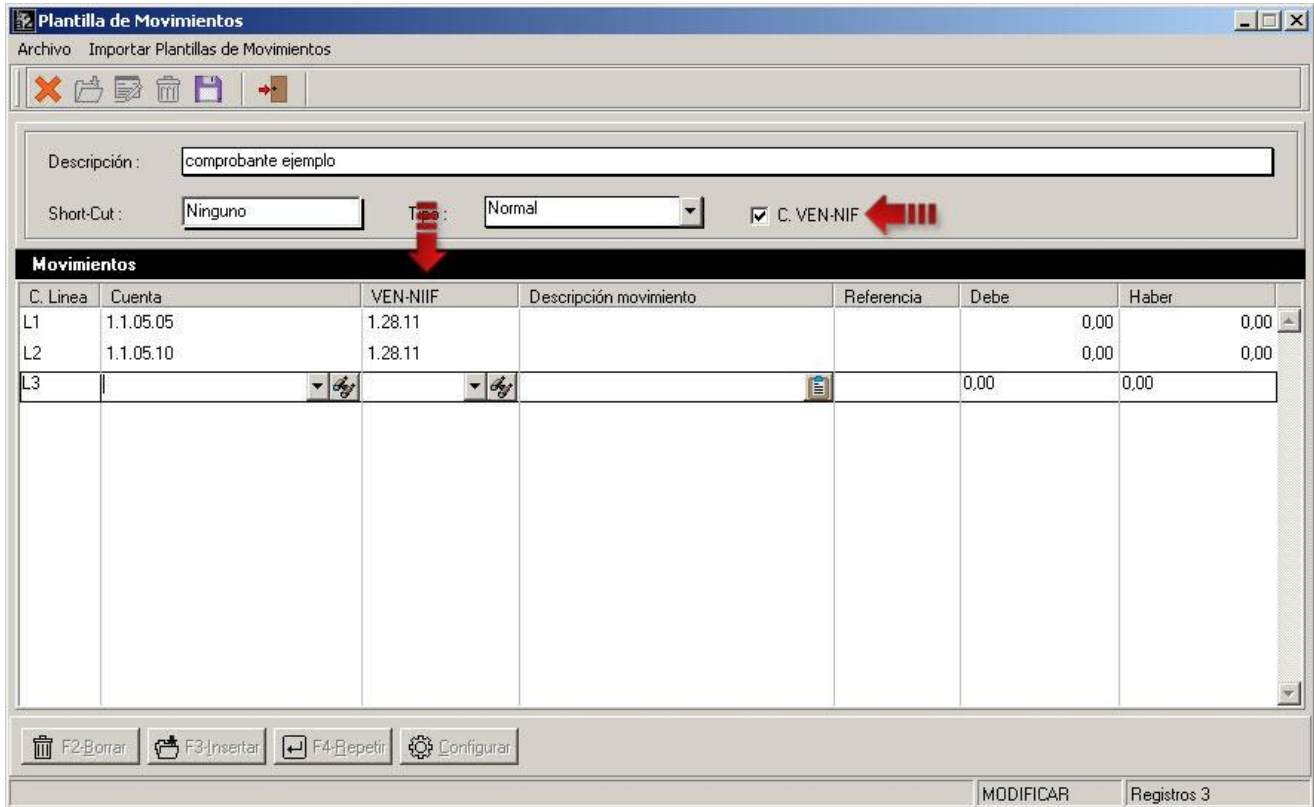 Plantilla de Movimientos
Archivo Importar Plantillas de Movimientos
Descripción : comprobante ejemplo
Short-Cut : Ninguno Tipo : Normal C. VEN-NIF
Movimientos
C. Linea Cuenta VEN-NIIF Descripción movimiento Referencia Debe Haber
L1 1.1.05.05 1.28.11 0,00 0,00
L2 1.1.05.10 1.28.11 0,00 0,00
L3 0,00 0,00
F2-Borrar F3-Insertar F4-Repetir Configurar
MODIFICAR Registros 3